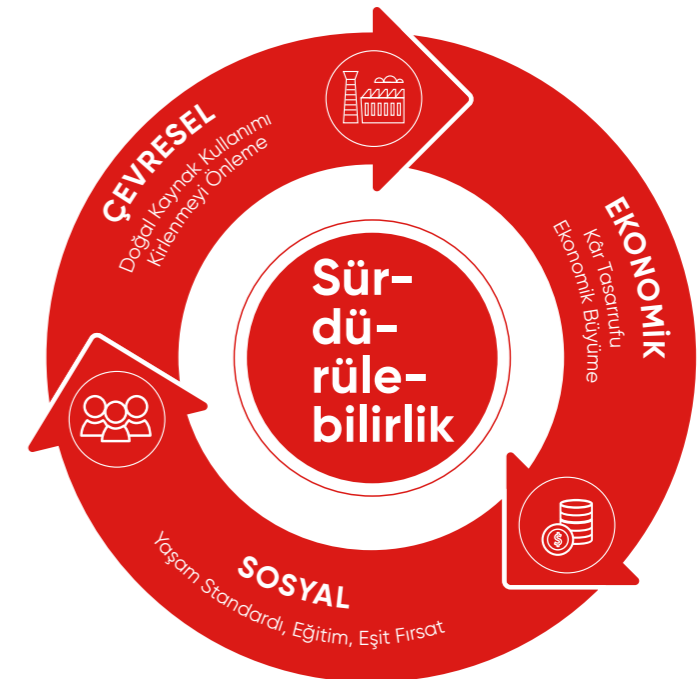 ÇEVRESEL
Doğal Kaynak Kullanımı
Kirlenmeyi Önleme
EKONOMİK
Kâr Tasarrufu
Ekonomik Büyüme
Sür-
dü-
rüle-
bilirlik
SOSYAL
Yaşam Standardı, Eğitim, Eşit Fırsat
$